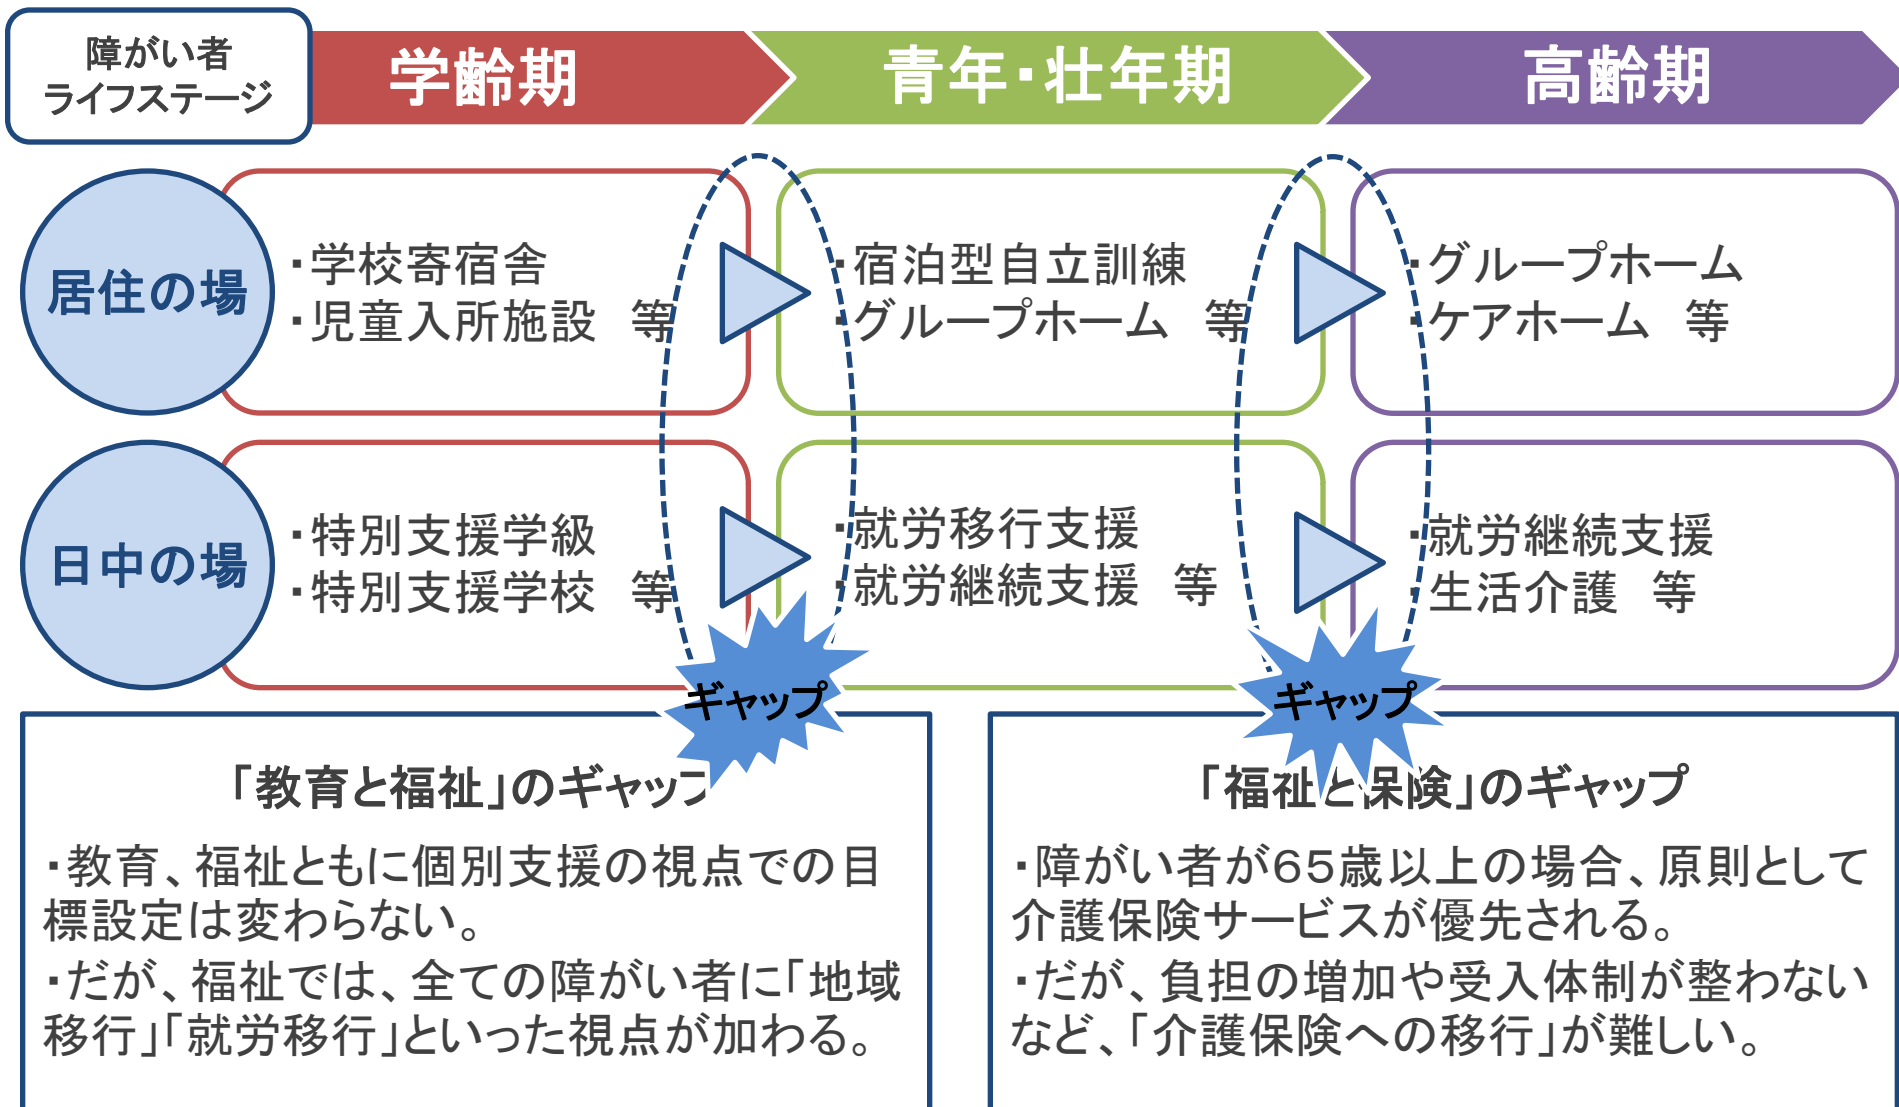 障がい者
ライフステージ
学齢期
青年・壮年期
高齢期
居住の場
・学校寄宿舎
・児童入所施設　等
・宿泊型自立訓練
・グループホーム　等
・グループホーム
・ケアホーム　等
日中の場
・特別支援学級
・特別支援学校　等
・就労移行支援
・就労継続支援　等
・就労継続支援
・生活介護　等
ギャップ
ギャップ
「教育と福祉」のギャップ
・教育、福祉ともに個別支援の視点での目
標設定は変わらない。
・だが、福祉では、全ての障がい者に「地域
移行」「就労移行」といった視点が加わる。
「福祉と保険」のギャップ
・障がい者が65歳以上の場合、原則として
介護保険サービスが優先される。
・だが、負担の増加や受入体制が整わない
など、「介護保険への移行」が難しい。